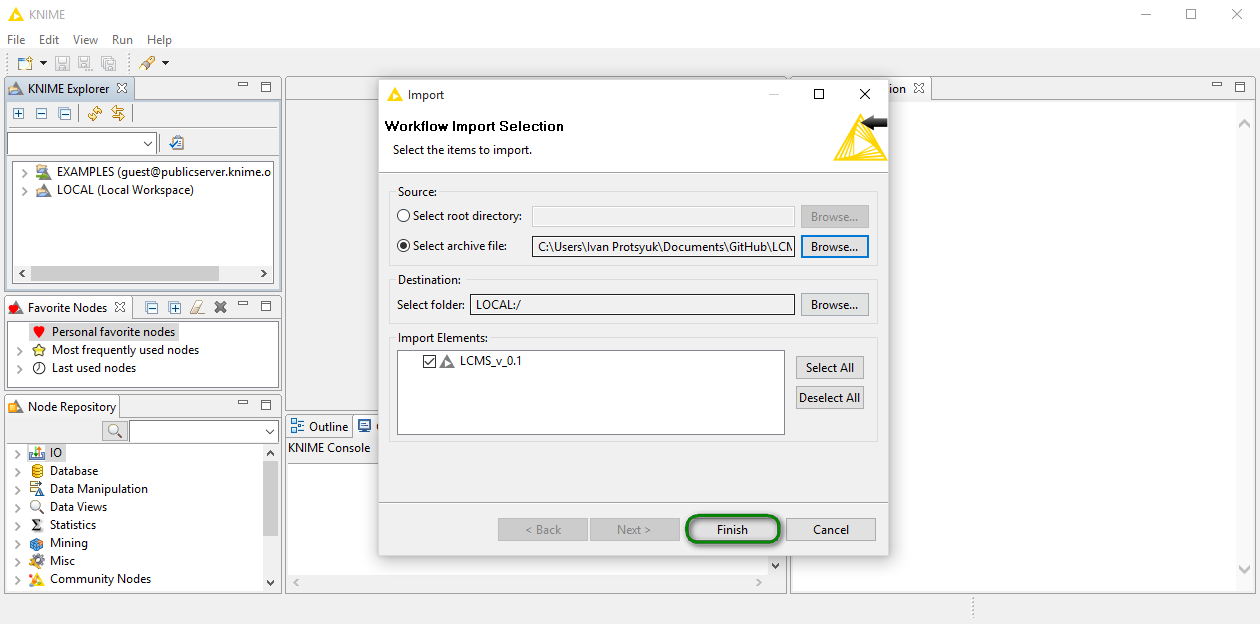 KNIME
File Edit View Run Help
KNIME Explorer
EXAMPLES (guest@publicserver.knime.o
LOCAL (Local Workspace)
Favorite Nodes
Personal favorite nodes
Most frequently used nodes
Last used nodes
Node Repository
IO
Database
Data Manipulation
Data Views
Statistics
Mining
Misc
Community Nodes
Outline
KNIME Console
ion
Import
Workflow Import Selection
Select the items to import.
Source:
Select root directory: Browse...
Select archive file: C:\Users\Ivan Protsyuk\Documents\GitHub\LCM Browse...
Destination:
Select folder: LOCAL:/ Browse...
Import Elements:
LCMS_v_0.1
Select All
Deselect All
< Back Next > Finish Cancel